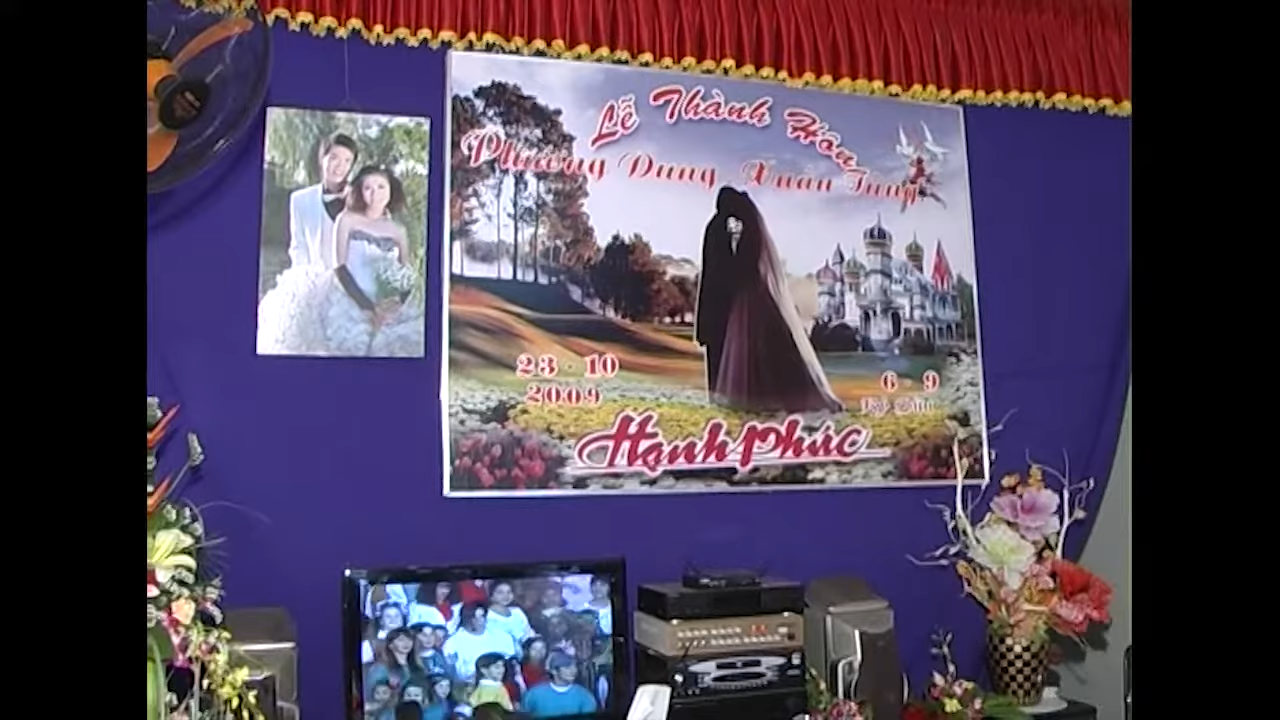 Lễ Thành Hôn
Phương Dung Xuân Tùng
23 - 10
2009
6 - 9
Hạnh Phúc